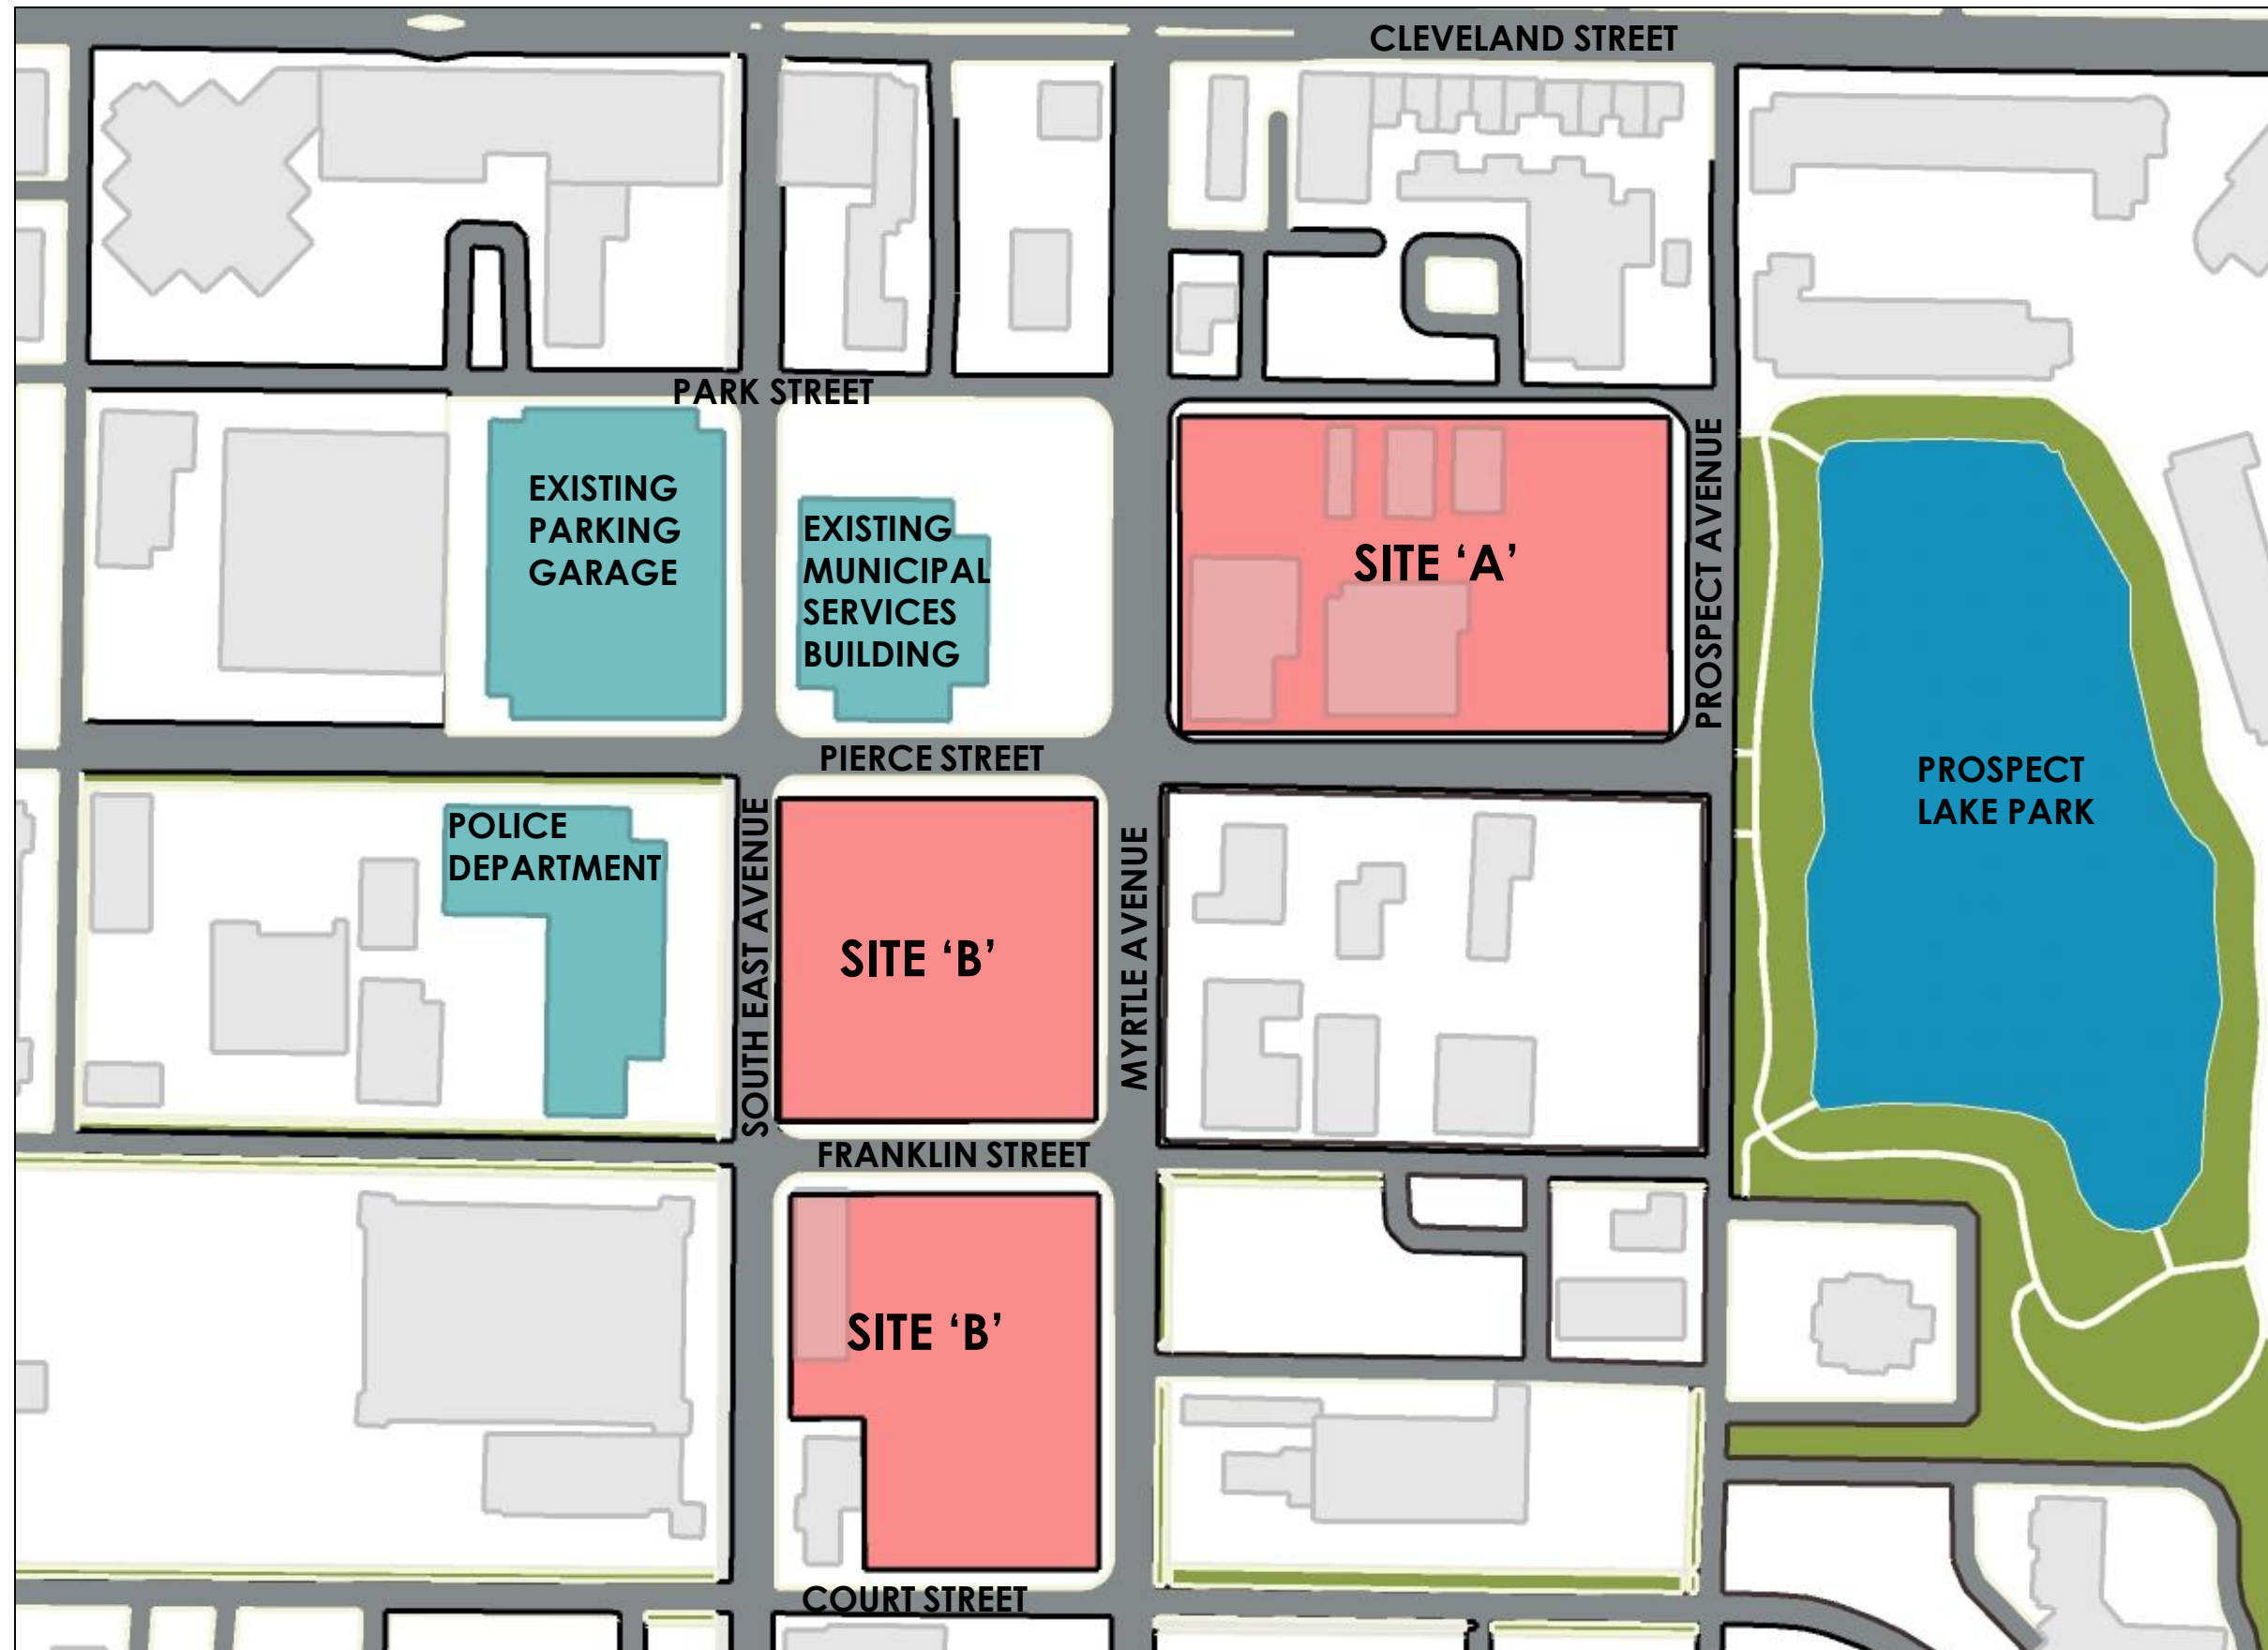 CLEVELAND STREET
PARK STREET
EXISTING
PARKING
GARAGE
EXISTING
MUNICIPAL
SERVICES
BUILDING
SITE ‘A’
PROSPECT AVENUE
PIERCE STREET
PROSPECT
LAKE PARK
POLICE
DEPARTMENT
SOUTH EAST AVENUE
SITE ‘B’
MYRTLE AVENUE
FRANKLIN STREET
SITE ‘B’
COURT STREET